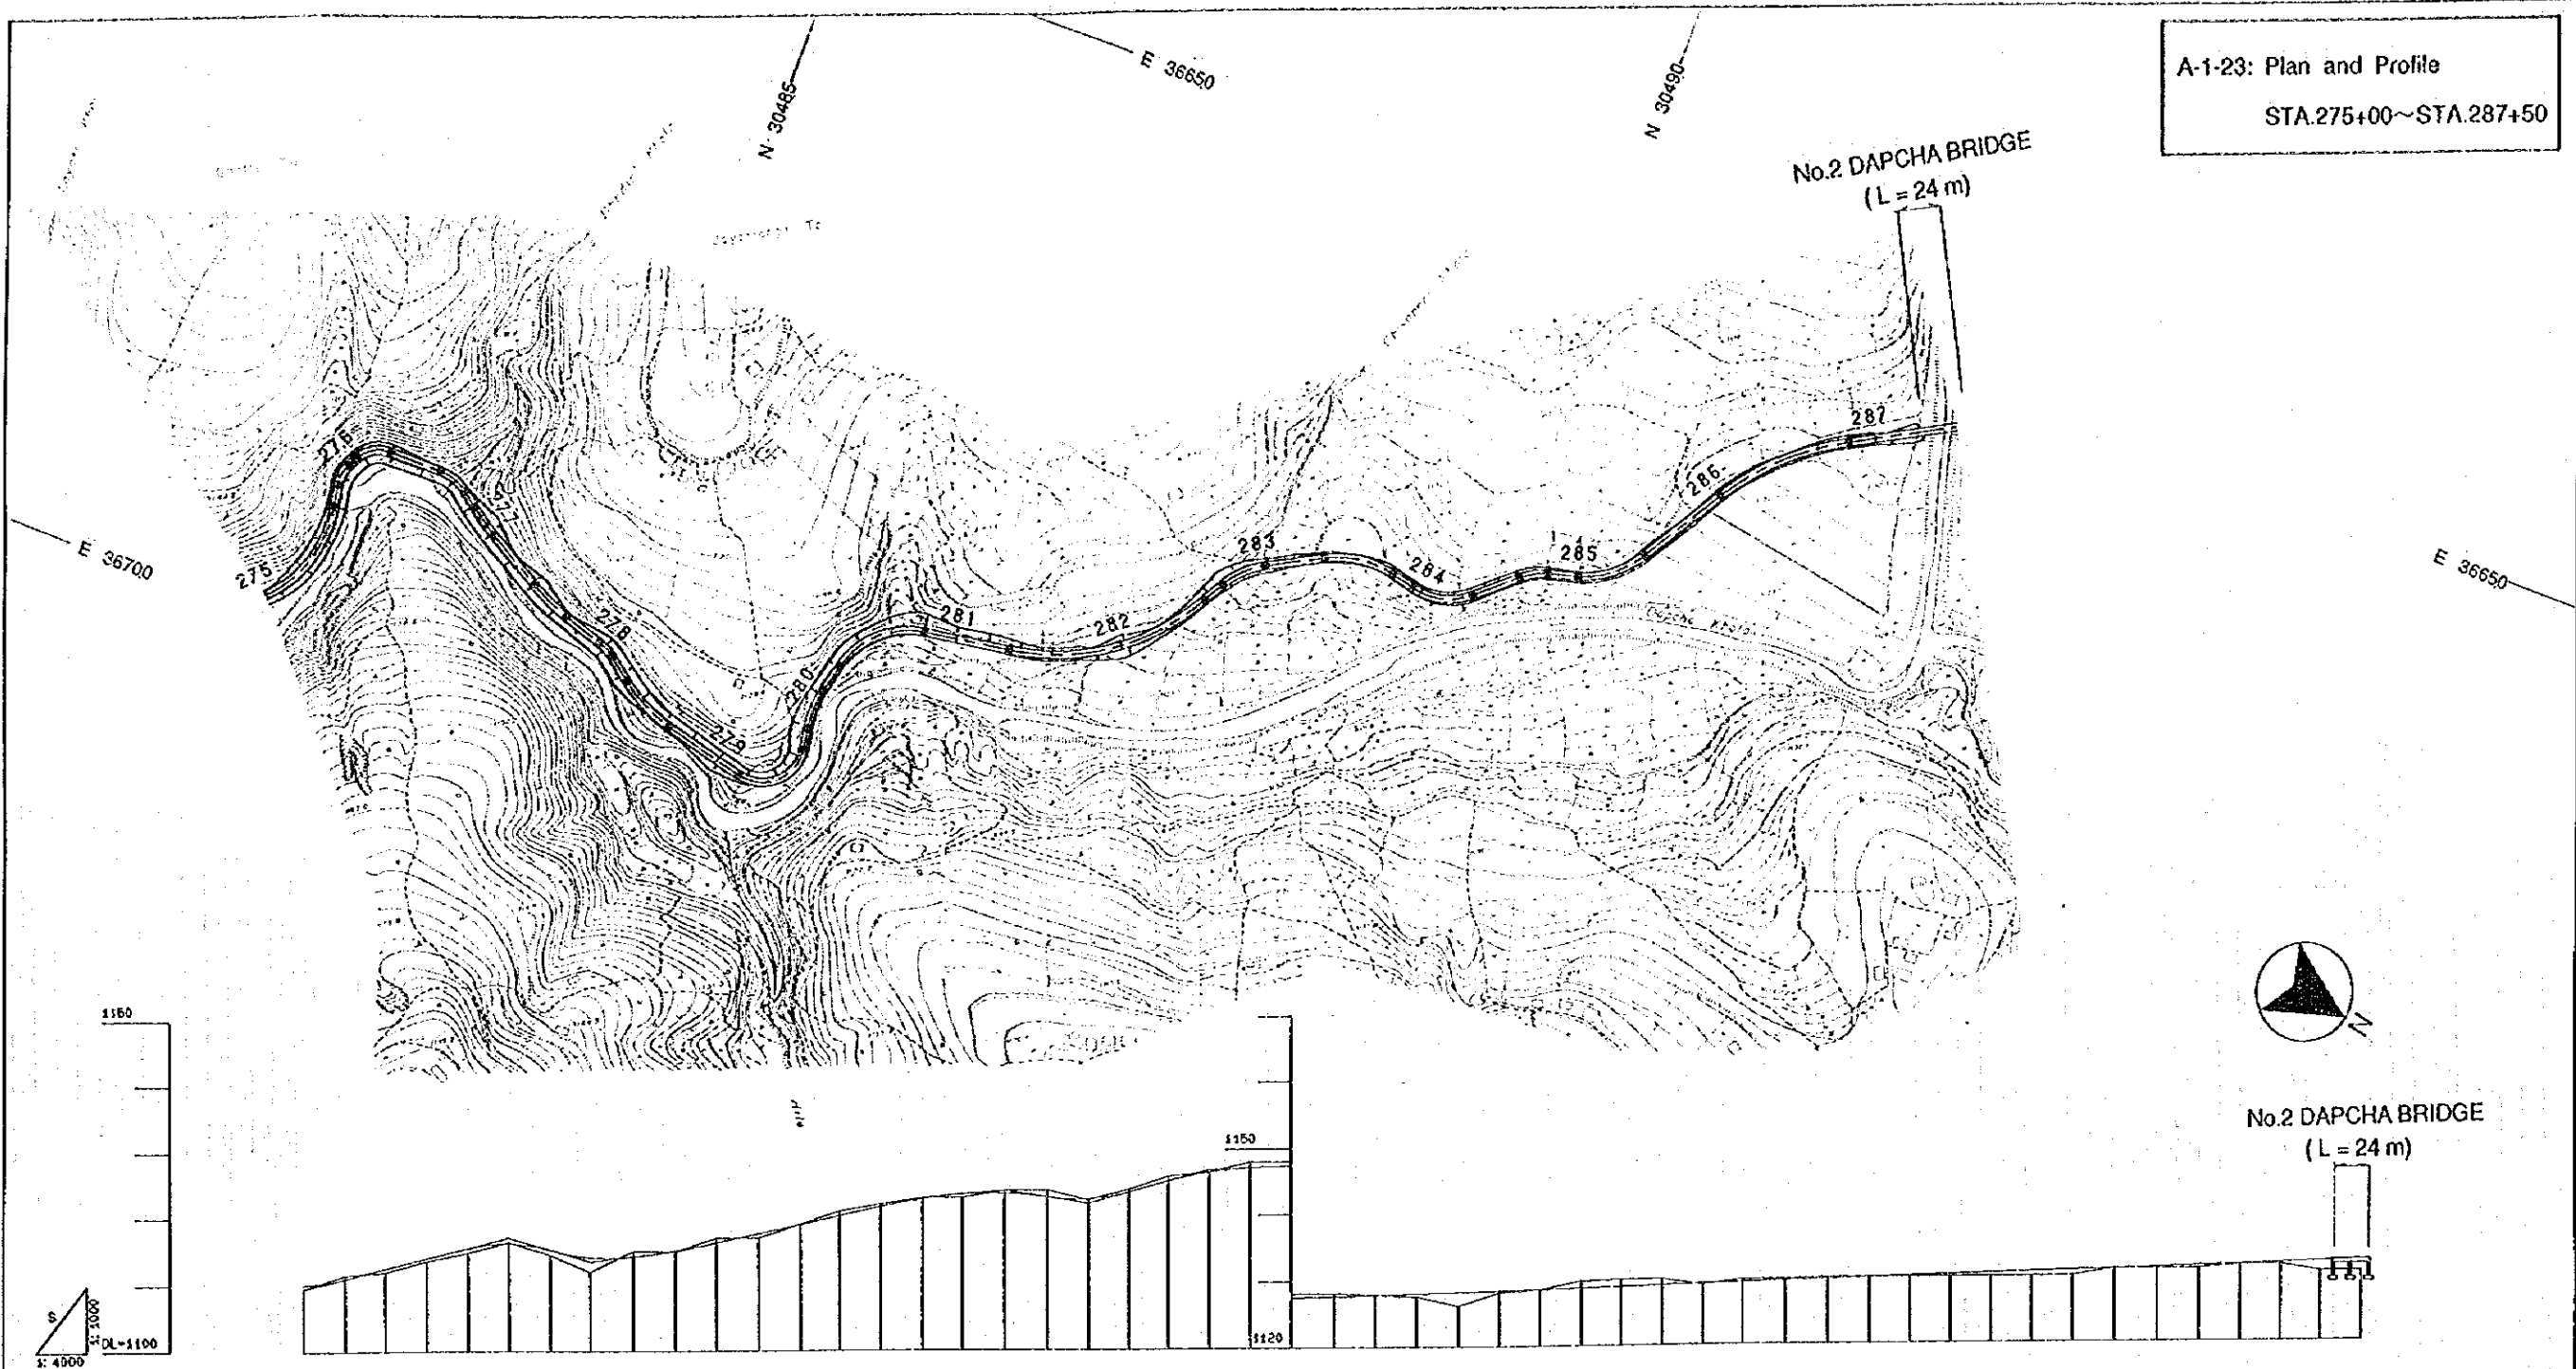 A-1-23: Plan and Profile
STA.275+00~STA.287+50
N 30485
E 36650
N 30490
No.2 DAPCHA BRIDGE
( L = 24 m)
E 36700
E 36650
275
276
277
278
279
280
281
282
283
284
285
286
287
N
No.2 DAPCHA BRIDGE
( L = 24 m)
1150
1150
1120
S
1: 1000
DL=1100
1: 4000